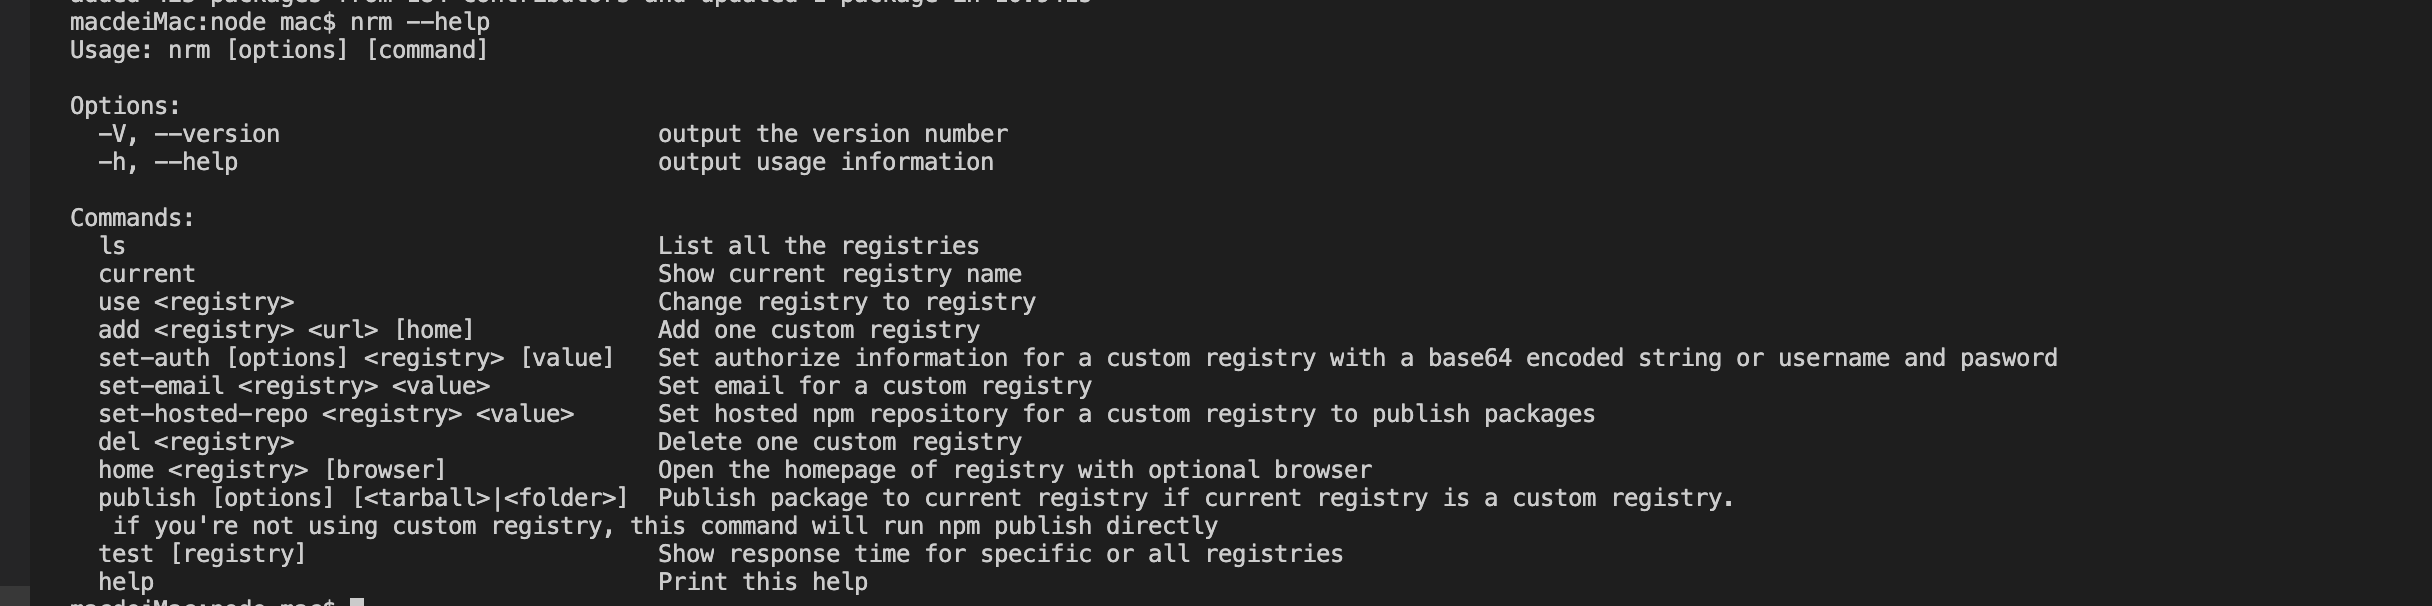 macdeiMac:node mac$ nrm --help
Usage: nrm [options] [command]
Options:
-V, --version output the version number
-h, --help output usage information
Commands:
ls List all the registries
current Show current registry name
use <registry> Change registry to registry
add <registry> <url> [home] Add one custom registry
set-auth [options] <registry> [value] Set authorize information for a custom registry with a base64 encoded string or username and pasword
set-email <registry> <value> Set email for a custom registry
set-hosted-repo <registry> <value> Set hosted npm repository for a custom registry to publish packages
del <registry> Delete one custom registry
home <registry> [browser] Open the homepage of registry with optional browser
publish [options] [<tarball>|<folder>] Publish package to current registry if current registry is a custom registry.
if you're not using custom registry, this command will run npm publish directly
test [registry] Show response time for specific or all registries
help Print this help
macdeiMac:node mac$